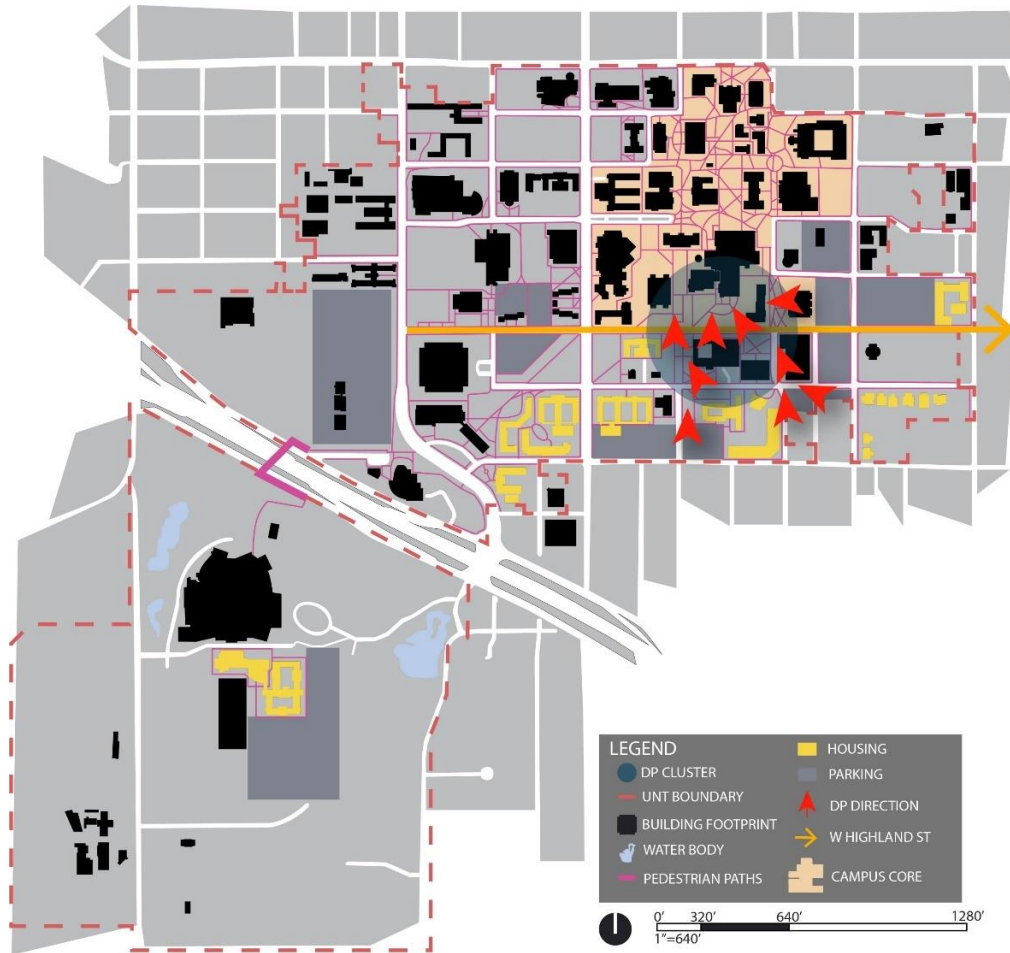 LEGEND
DP CLUSTER
UNT BOUNDARY
BUILDING FOOTPRINT
WATER BODY
PEDESTRIAN PATHS
HOUSING
PARKING
DP DIRECTION
W HIGHLAND ST
CAMPUS CORE
0' 320' 640' 1280'
1"=640'